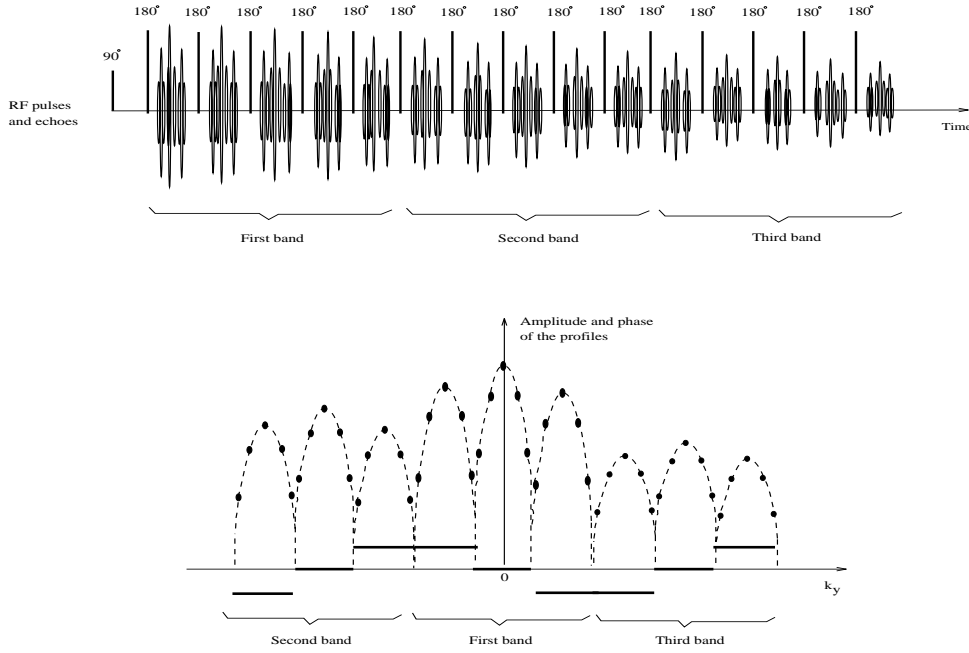 180° 180° 180° 180° 180° 180° 180° 180° 180° 180° 180° 180° 180° 180° 180°
90°
RF pulses
and echoes
Time
First band Second band Third band
Amplitude and phase
of the profiles
0
k_y
Second band First band Third band